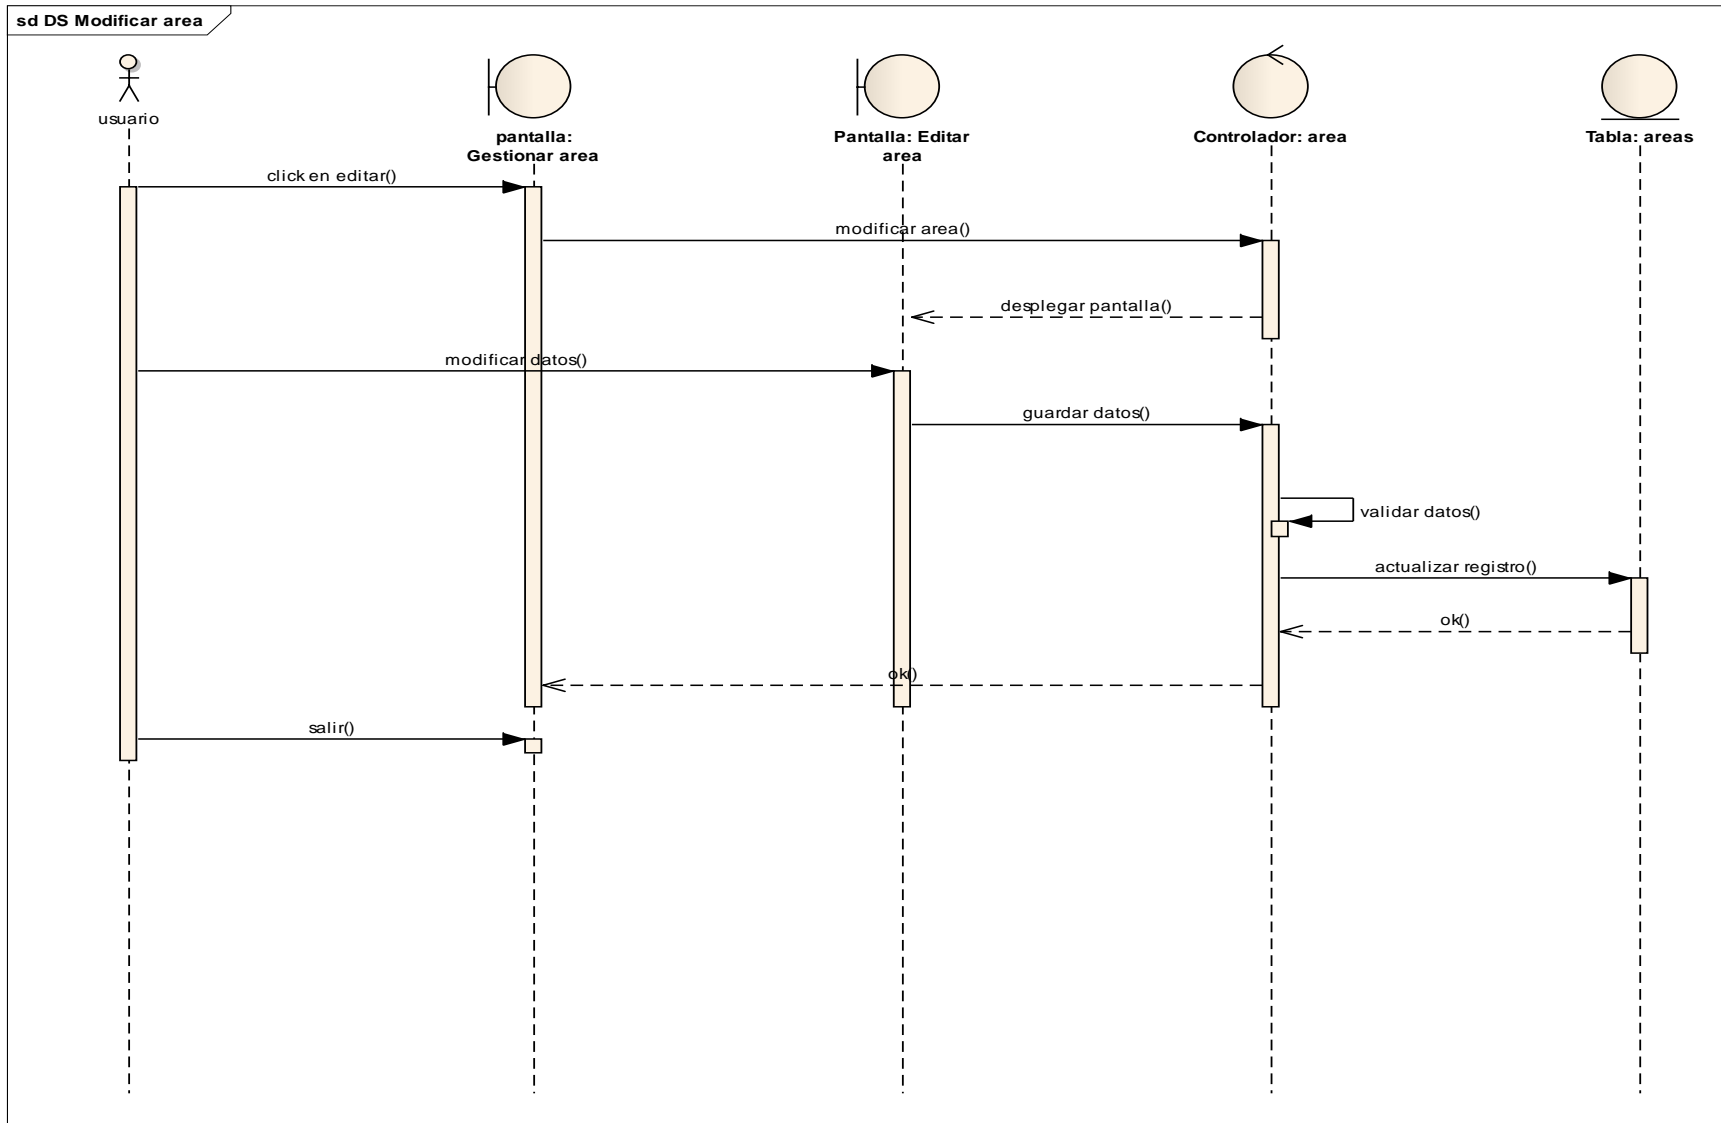 sd DS Modificar area
usuario
pantalla:
Gestionar area
Pantalla: Editar
area
Controlador: area
Tabla: areas
click en editar()
modificar area()
desplegar pantalla()
modificar datos()
guardar datos()
validar datos()
actualizar registro()
ok()
ok()
salir()